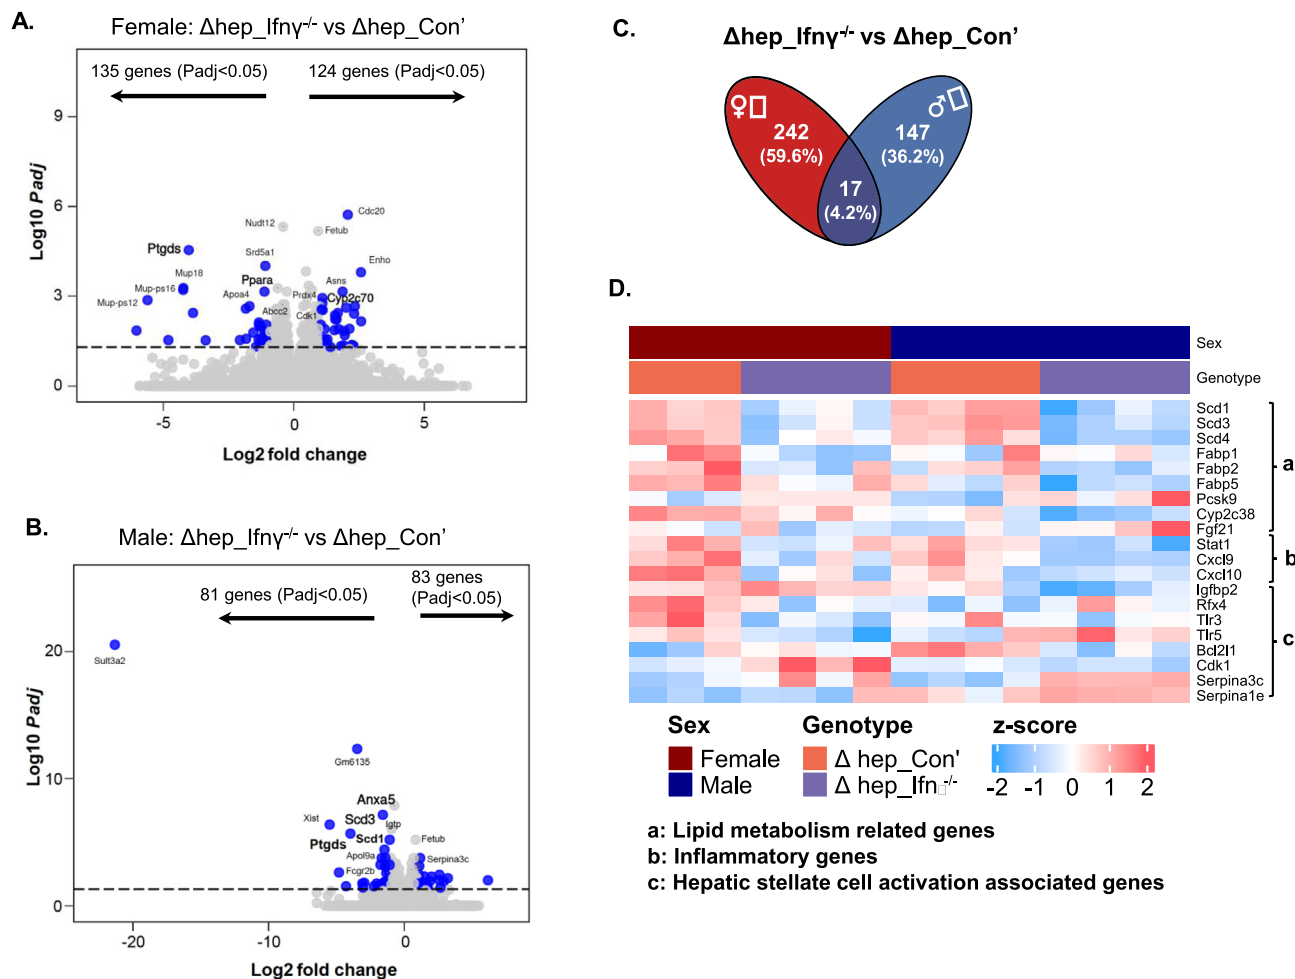 A.
Female: Δhep_Ifnγ-/- vs Δhep_Con'
135 genes (Padj<0.05)
124 genes (Padj<0.05)
Log10 Padj
9
6
3
0
Cdc20
Nudt12
Fetub
Ptgds
Srd5a1
Enho
Mup18
Ppara
Asns
Mup-ps16
Prdx4
Cyp2c70
Mup-ps12
Apoa4
Abcc2
Cdk1
-5
0
5
Log2 fold change
B.
Male: Δhep_Ifnγ-/- vs Δhep_Con'
81 genes (Padj<0.05)
83 genes
(Padj<0.05)
Log10 Padj
20
10
0
Sult3a2
Gm6135
Anxa5
Xist
Scd3
Igtp
Ptgds
Scd1
Fetub
Apol9a
Serpina3c
Fcgr2b
-20
-10
0
Log2 fold change
C.
Δhep_Ifnγ-/- vs Δhep_Con'
♀□
♂□
242
(59.6%)
147
(36.2%)
17
(4.2%)
D.
Sex
Genotype
Scd1
Scd3
Scd4
Fabp1
Fabp2
Fabp5
Pcsk9
Cyp2c38
Fgf21
Stat1
Cxcl9
Cxcl10
Igfbp2
Rfx4
Tlr3
Tlr5
Bcl2l1
Cdk1
Serpina3c
Serpina1e
a
b
c
Sex
Female
Male
Genotype
Δ hep_Con'
Δ hep_Ifn□-/-
z-score
-2 -1 0 1 2
a: Lipid metabolism related genes
b: Inflammatory genes
c: Hepatic stellate cell activation associated genes